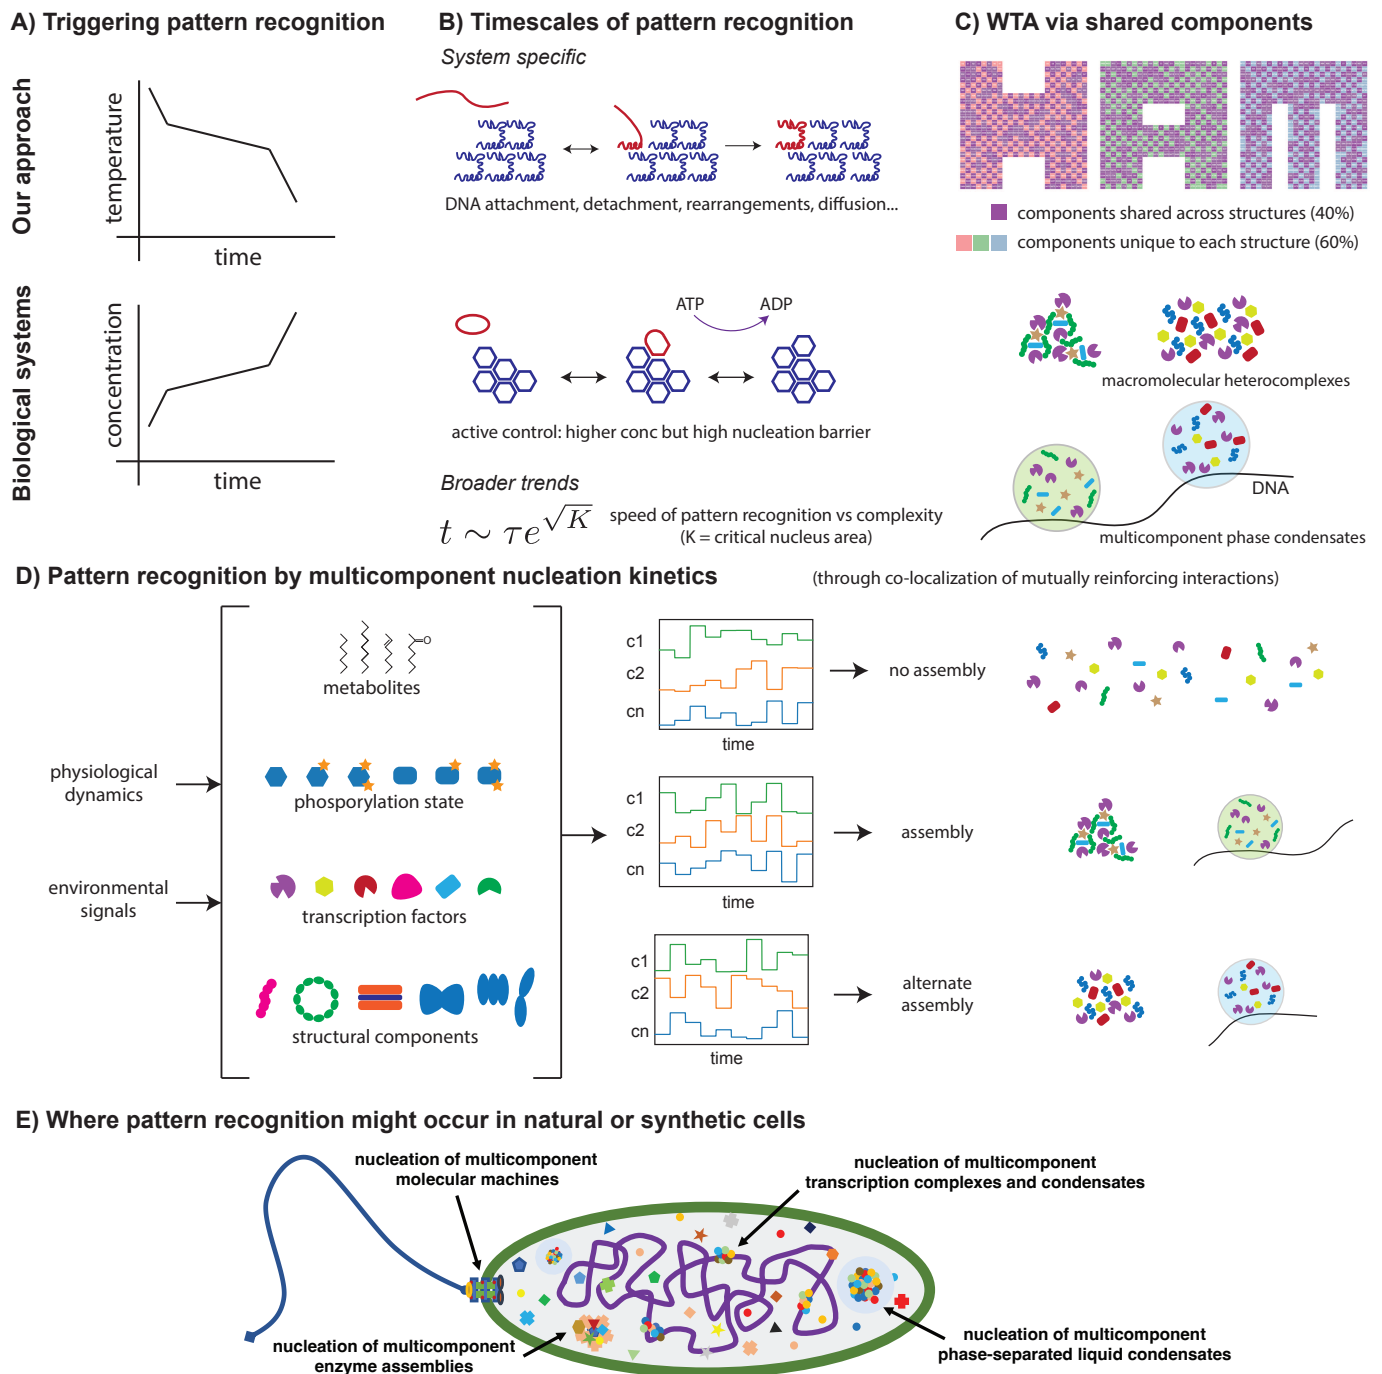 A) Triggering pattern recognition
Our approach
temperature
time
Biological systems
concentration
time
B) Timescales of pattern recognition
System specific
DNA attachment, detachment, rearrangements, diffusion...
ATP
ADP
active control: higher conc but high nucleation barrier
Broader trends
t ∼ τe^√K
speed of pattern recognition vs complexity
(K = critical nucleus area)
C) WTA via shared components
components shared across structures (40%)
components unique to each structure (60%)
macromolecular heterocomplexes
DNA
multicomponent phase condensates
D) Pattern recognition by multicomponent nucleation kinetics
(through co-localization of mutually reinforcing interactions)
physiological
dynamics
environmental
signals
metabolites
O
phosporylation state
transcription factors
structural components
c1
c2
cn
time
no assembly
c1
c2
cn
time
assembly
c1
c2
cn
time
alternate
assembly
E) Where pattern recognition might occur in natural or synthetic cells
nucleation of multicomponent
molecular machines
nucleation of multicomponent
transcription complexes and condensates
nucleation of multicomponent
enzyme assemblies
nucleation of multicomponent
phase-separated liquid condensates